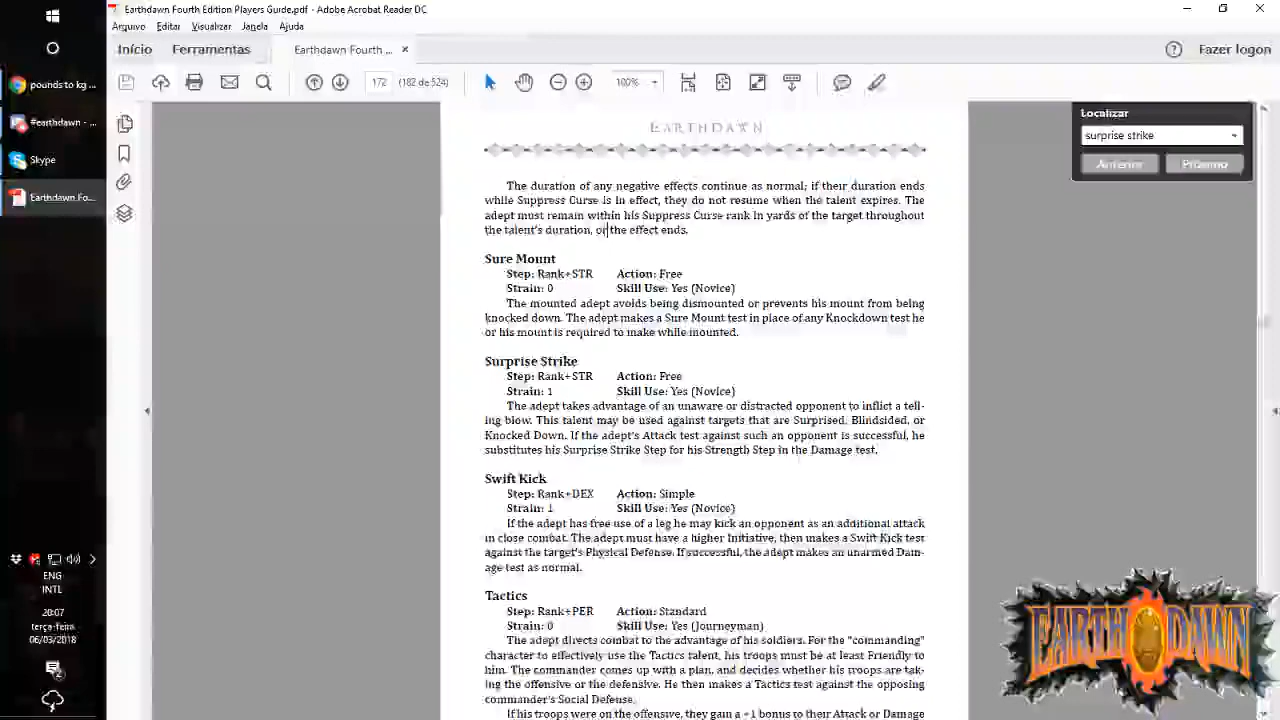 Earthdawn Fourth Edition Players Guide.pdf - Adobe Acrobat Reader DC
Arquivo Editar Visualizar Janela Ajuda
Início Ferramentas Earthdawn Fourth ... × Fazer logon
172 (182 de 524) 100%
pounds to kg ...
#earthdawn - ...
Skype
Earthdawn Fo...
Localizar
surprise strike
Anterior Próximo
EARTHDAWN
The duration of any negative effects continue as normal; if their duration ends
while Suppress Curse is in effect, they do not resume when the talent expires. The
adept must remain within his Suppress Curse rank in yards of the target throughout
the talent's duration, or the effect ends.
Sure Mount
Step: Rank+STR Action: Free
Strain: 0 Skill Use: Yes (Novice)
The mounted adept avoids being dismounted or prevents his mount from being
knocked down. The adept makes a Sure Mount test in place of any Knockdown test he
or his mount is required to make while mounted.
Surprise Strike
Step: Rank+STR Action: Free
Strain: 1 Skill Use: Yes (Novice)
The adept takes advantage of an unaware or distracted opponent to inflict a tell-
ing blow. This talent may be used against targets that are Surprised, Blindsided, or
Knocked Down. If the adept's Attack test against such an opponent is successful, he
substitutes his Surprise Strike Step for his Strength Step in the Damage test.
Swift Kick
Step: Rank+DEX Action: Simple
Strain: 1 Skill Use: Yes (Novice)
If the adept has free use of a leg he may kick an opponent as an additional attack
in close combat. The adept must have a higher Initiative, then makes a Swift Kick test
against the target's Physical Defense. If successful, the adept makes an unarmed Dam-
age test as normal.
Tactics
Step: Rank+PER Action: Standard
Strain: 0 Skill Use: Yes (Journeyman)
The adept directs combat to the advantage of his soldiers. For the "commanding"
character to effectively use the Tactics talent, his troops must be at least Friendly to
him. The commander comes up with a plan, and decides whether his troops are tak-
ing the offensive or the defensive. He then makes a Tactics test against the opposing
commander's Social Defense.
If his troops were on the offensive, they gain a +1 bonus to their Attack or Damage
ENG
INTL
20:07
terça-feira
06/03/2018
EARTHDAWN